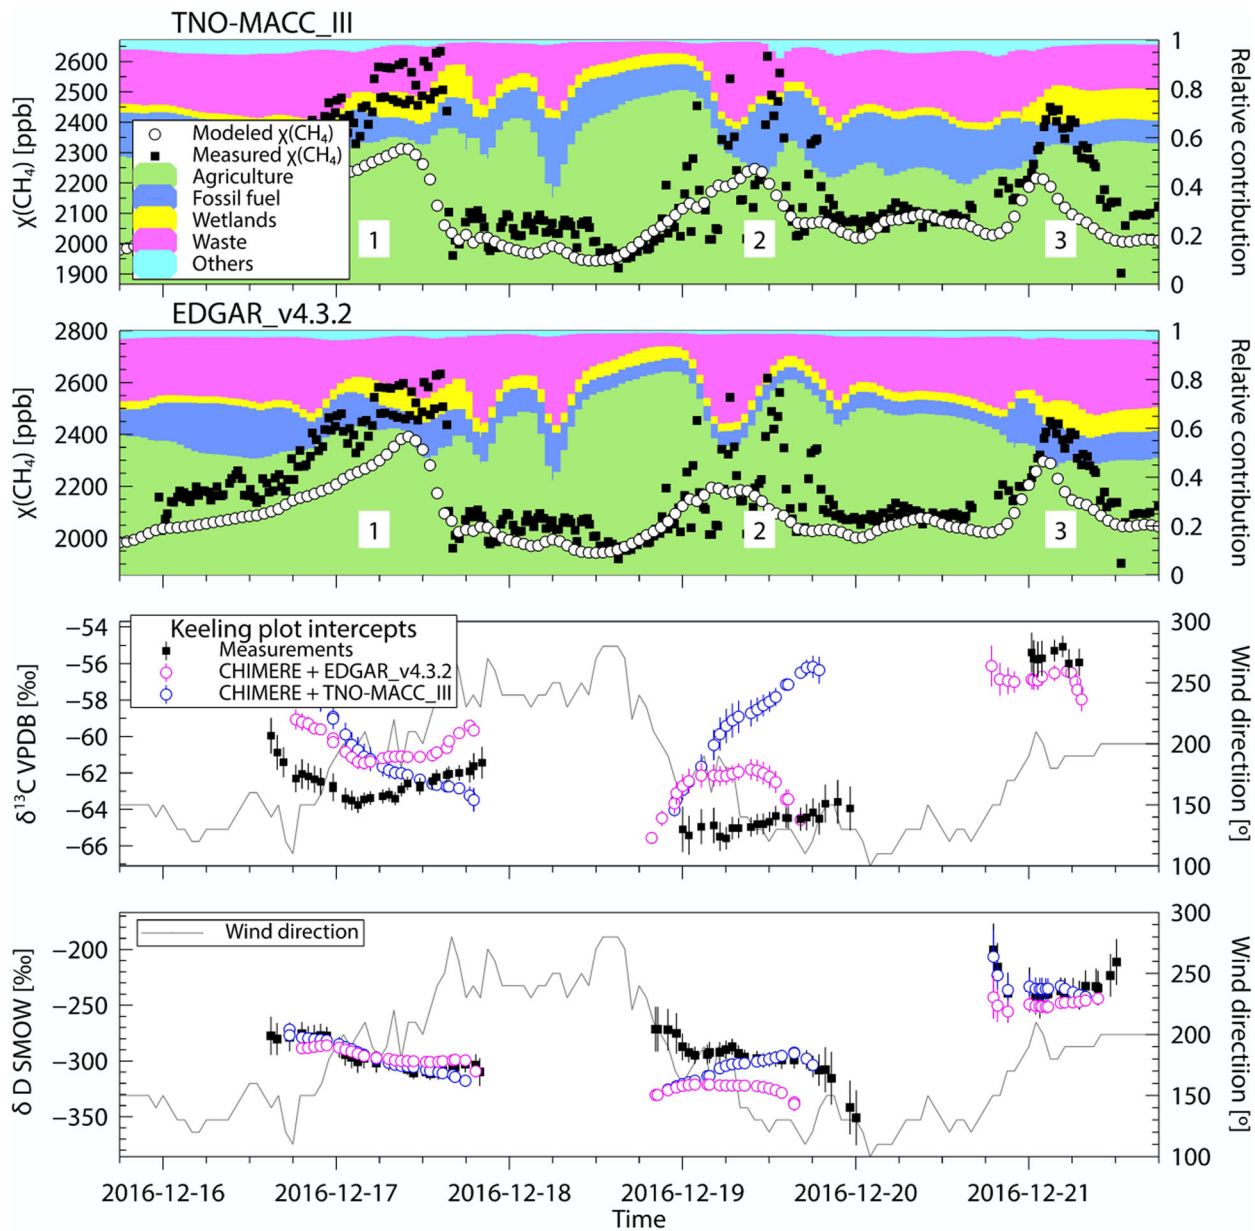 TNO-MACC_III
χ(CH₄) [ppb]
2600
2500
2400
2300
2200
2100
2000
1900
Modeled χ(CH₄)
Measured χ(CH₄)
Agriculture
Fossil fuel
Wetlands
Waste
Others
1
2
3
1
0.8
0.6
0.4
0.2
0
Relative contribution
EDGAR_v4.3.2
χ(CH₄) [ppb]
2800
2600
2400
2200
2000
1
2
3
1
0.8
0.6
0.4
0.2
0
Relative contribution
δ¹³C VPDB [‰]
−54
−56
−58
−60
−62
−64
−66
Keeling plot intercepts
Measurements
CHIMERE + EDGAR_v4.3.2
CHIMERE + TNO-MACC_III
300
250
200
150
100
Wind directiion [º]
δ D SMOW [‰]
−200
−250
−300
−350
Wind direction
300
250
200
150
100
Wind directiion [º]
2016-12-16
2016-12-17
2016-12-18
2016-12-19
2016-12-20
2016-12-21
Time